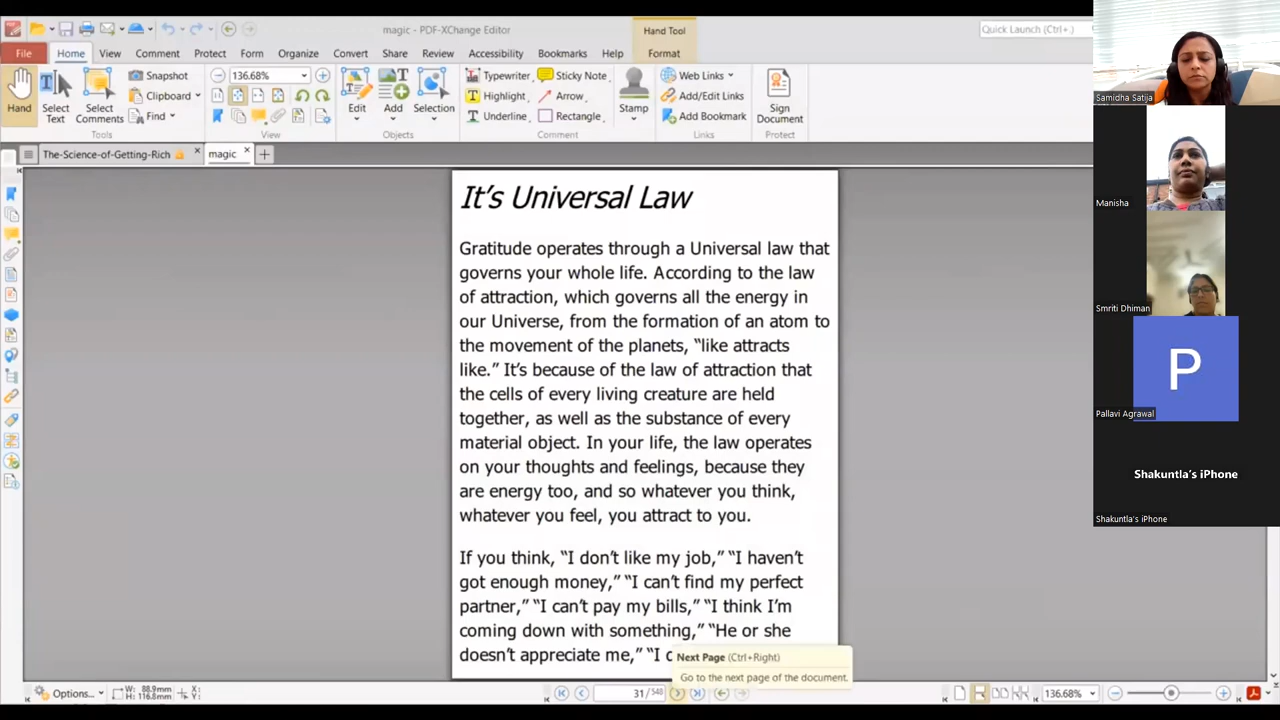 magic - PDF-XChange Editor
Hand Tool
Quick Launch (Ctrl+.)
File Home View Comment Protect Form Organize Convert Share Review Accessibility Bookmarks Help Format
Hand
Select Text
Select Comments
Snapshot
Clipboard
Find
Tools
136.68%
View
Edit
Add
Selection
Objects
Typewriter
Highlight
Underline
Sticky Note
Arrow
Rectangle
Stamp
Comment
Web Links
Add/Edit Links
Add Bookmark
Links
Sign Document
Protect
The-Science-of-Getting-Rich
magic
It's Universal Law
Gratitude operates through a Universal law that
governs your whole life. According to the law
of attraction, which governs all the energy in
our Universe, from the formation of an atom to
the movement of the planets, “like attracts
like.” It's because of the law of attraction that
the cells of every living creature are held
together, as well as the substance of every
material object. In your life, the law operates
on your thoughts and feelings, because they
are energy too, and so whatever you think,
whatever you feel, you attract to you.
If you think, “I don't like my job,” “I haven't
got enough money,” “I can't find my perfect
partner,” “I can't pay my bills,” “I think I'm
coming down with something,” “He or she
doesn't appreciate me,” “I
Next Page (Ctrl+Right)
Go to the next page of the document.
Options...
W: 88.9mm
H: 116.8mm
X:
Y:
31/548
136.68%
Samidha Satija
Manisha
Smriti Dhiman
P
Pallavi Agrawal
Shakuntla's iPhone
Shakuntla's iPhone